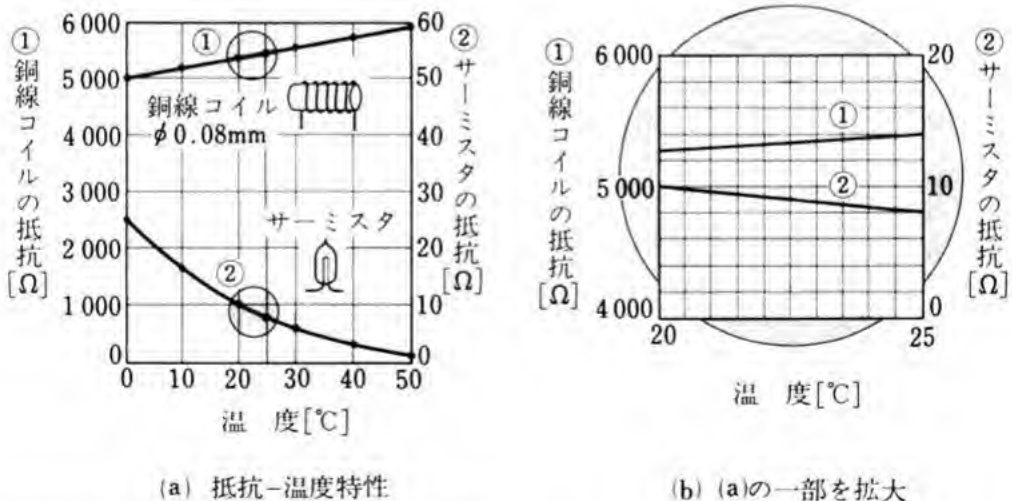 ① 銅線コイルの抵抗 [Ω]
6 000
5 000
4 000
3 000
2 000
1 000
0
①
銅線コイル
φ0.08mm
サーミスタ
②
60
50
40
30
20
10
0
② サーミスタの抵抗 [Ω]
0 10 20 30 40 50
温 度[℃]
(a) 抵抗−温度特性
① 銅線コイルの抵抗 [Ω]
6 000
5 000
4 000
①
②
20
10
0
② サーミスタの抵抗 [Ω]
20 25
温 度[℃]
(b) (a)の一部を拡大